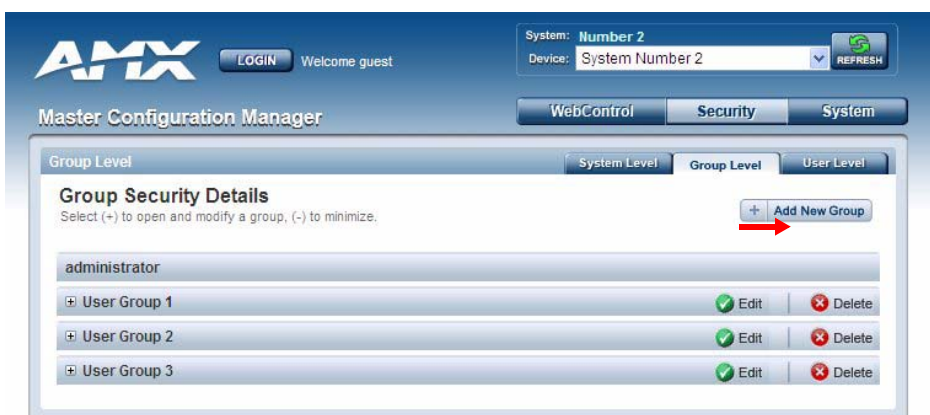 AMX
LOGIN Welcome guest
System: Number 2
Device: System Number 2
REFRESH
Master Configuration Manager
WebControl Security System
Group Level
System Level Group Level User Level
Group Security Details
Select (+) to open and modify a group, (-) to minimize.
+ Add New Group
administrator
+ User Group 1 Edit Delete
+ User Group 2 Edit Delete
+ User Group 3 Edit Delete